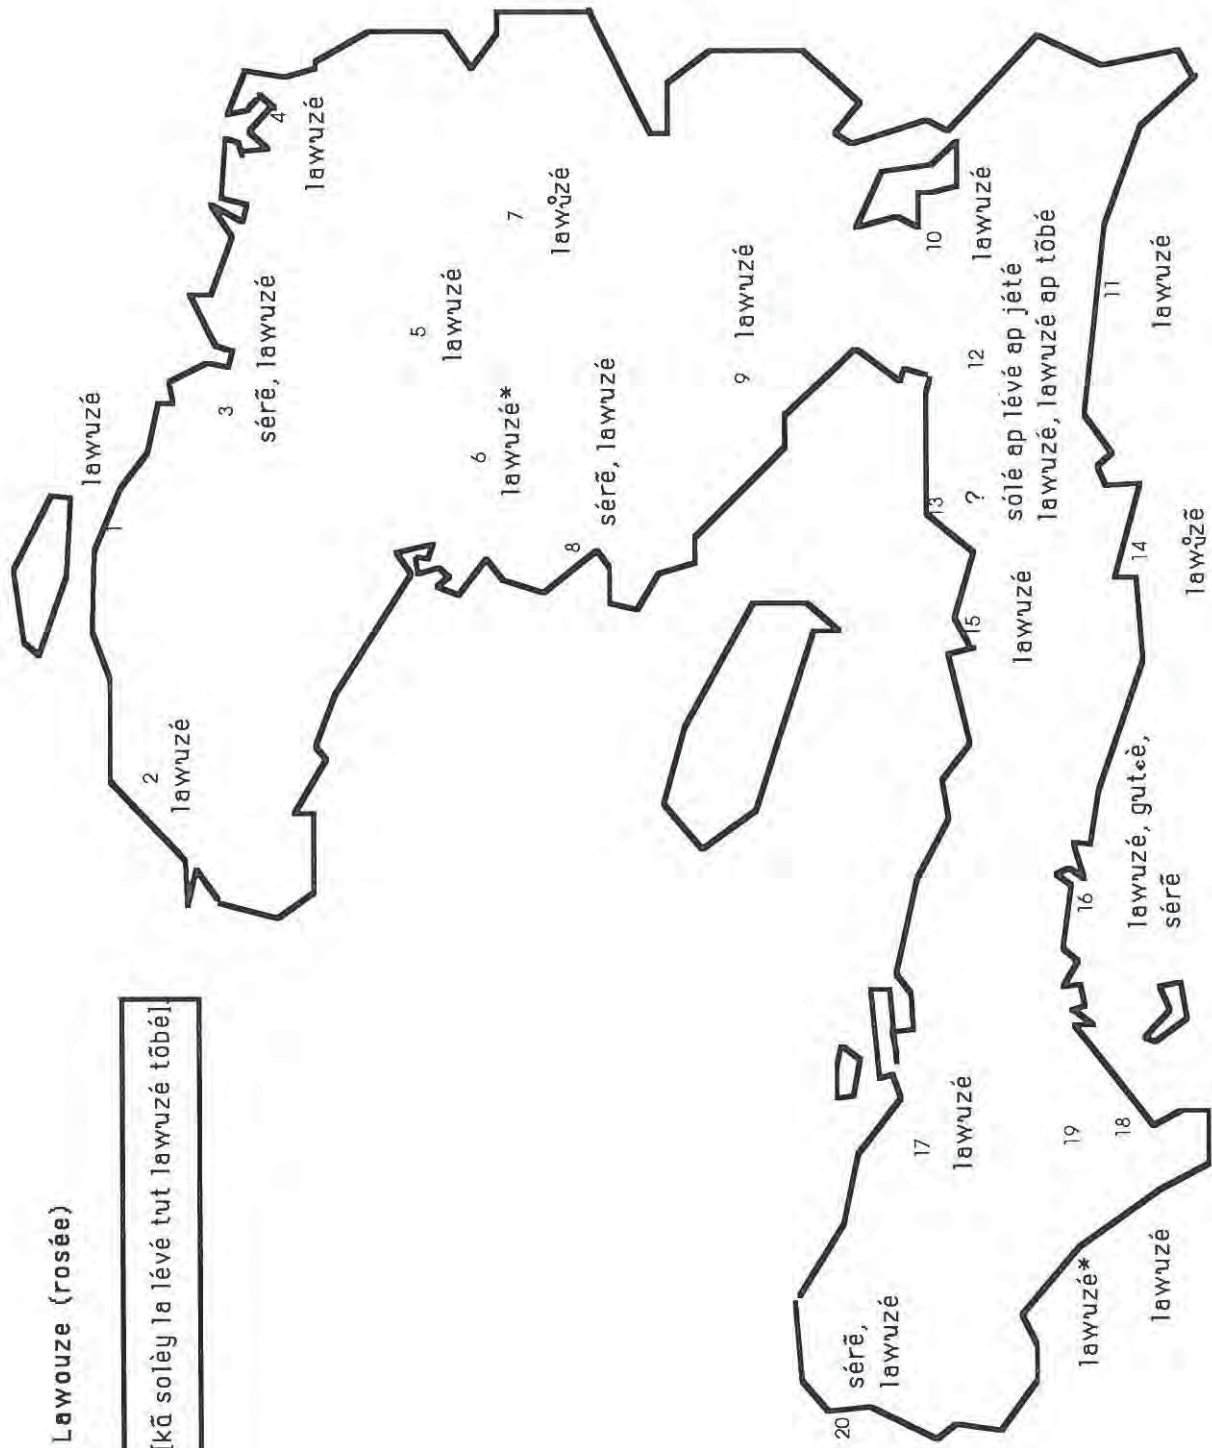 Lawouze (rosée)
[kã solèy la lévé tut lawuzé tõbé]
1
lawuzé
2
lawuzé
3
sérẽ, lawuzé
4
lawuzé
5
lawuzé
6
lawuzé*
7
lawůzé
8
sérẽ, lawuzé
9
lawuzé
10
lawuzé
11
lawuzé
12
sólé ap lévé ap jété
lawuzé, lawuzé ap tõbé
13
?
14
lawůzẽ
15
lawuzé
16
lawuzé, gutcè,
sérẽ
17
lawuzé
18
lawuzé
19
lawuzé*
20
sérẽ,
lawuzé